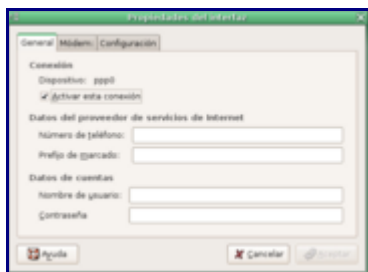 Propiedades del interfaz
General Módem Configuración
Conexión
Dispositivo: ppp0
Activar esta conexión
Datos del proveedor de servicios de Internet
Número de teléfono:
Prefijo de marcado:
Datos de cuentas
Nombre de usuario:
Contraseña
Ayuda Cancelar Aceptar